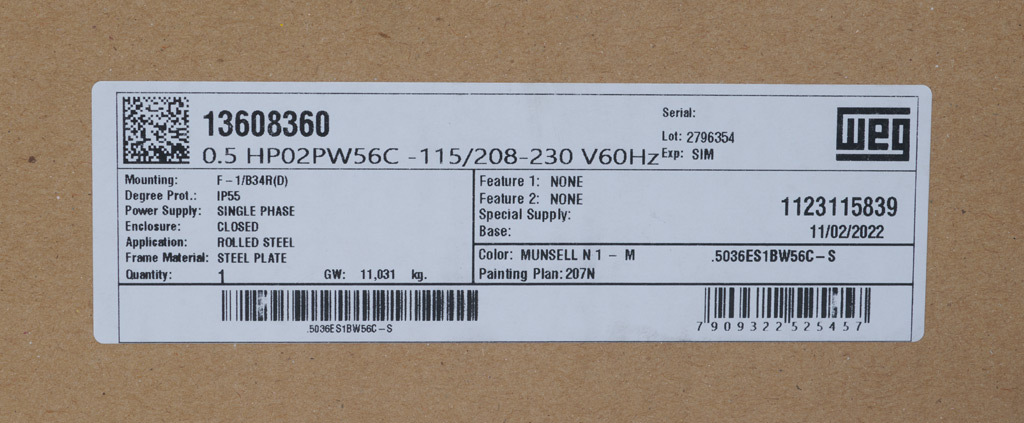 13608360
0.5 HP02PW56C -115/208-230 V60Hz
Serial:
Lot: 2796354
Exp: SIM
weg
Mounting: F-1/B34R(D)
Degree Prot.: IP55
Power Supply: SINGLE PHASE
Enclosure: CLOSED
Application: ROLLED STEEL
Frame Material: STEEL PLATE
Quantity: 1 GW: 11,031 kg.
Feature 1: NONE
Feature 2: NONE
Special Supply:
Base:
1123115839
11/02/2022
Color: MUNSELL N 1 - M
Painting Plan: 207N
.5036ES1BW56C-S
.5036ES1BW56C-S
7909322525457